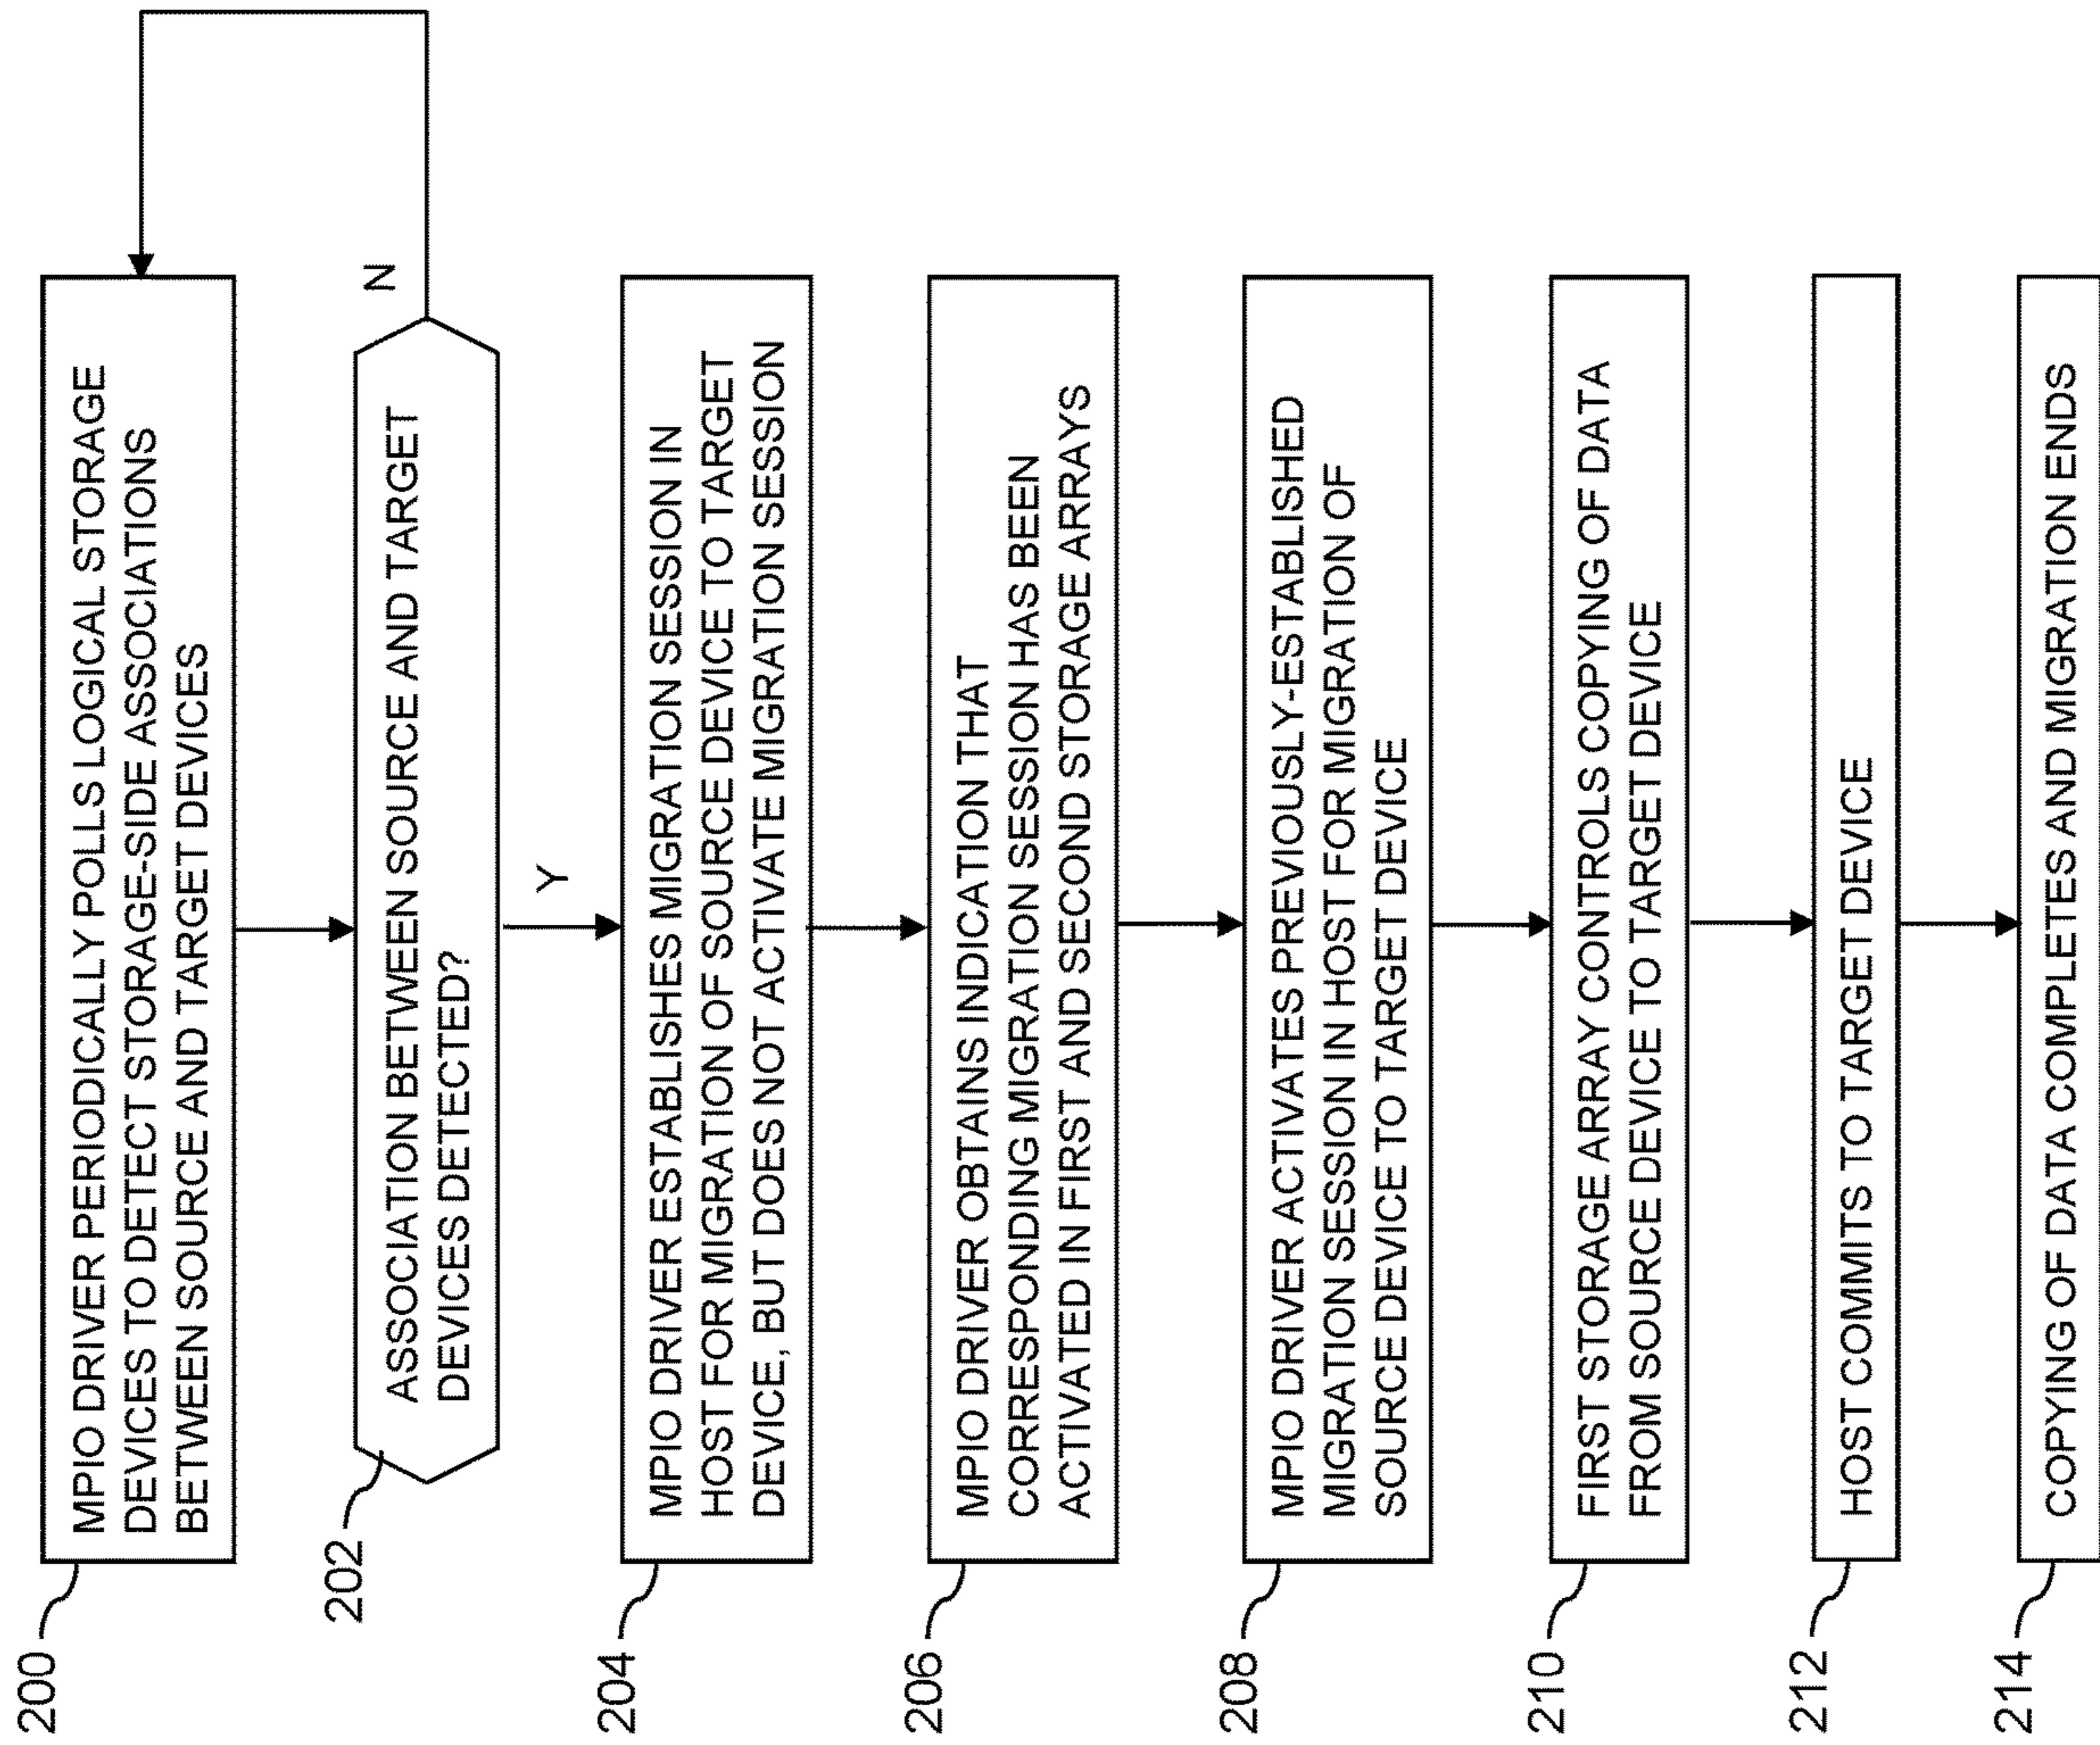 200
MPIO DRIVER PERIODICALLY POLLS LOGICAL STORAGE
DEVICES TO DETECT STORAGE-SIDE ASSOCIATIONS
BETWEEN SOURCE AND TARGET DEVICES
202
ASSOCIATION BETWEEN SOURCE AND TARGET
DEVICES DETECTED?
N
Y
204
MPIO DRIVER ESTABLISHES MIGRATION SESSION IN
HOST FOR MIGRATION OF SOURCE DEVICE TO TARGET
DEVICE, BUT DOES NOT ACTIVATE MIGRATION SESSION
206
MPIO DRIVER OBTAINS INDICATION THAT
CORRESPONDING MIGRATION SESSION HAS BEEN
ACTIVATED IN FIRST AND SECOND STORAGE ARRAYS
208
MPIO DRIVER ACTIVATES PREVIOUSLY-ESTABLISHED
MIGRATION SESSION IN HOST FOR MIGRATION OF
SOURCE DEVICE TO TARGET DEVICE
210
FIRST STORAGE ARRAY CONTROLS COPYING OF DATA
FROM SOURCE DEVICE TO TARGET DEVICE
212
HOST COMMITS TO TARGET DEVICE
214
COPYING OF DATA COMPLETES AND MIGRATION ENDS